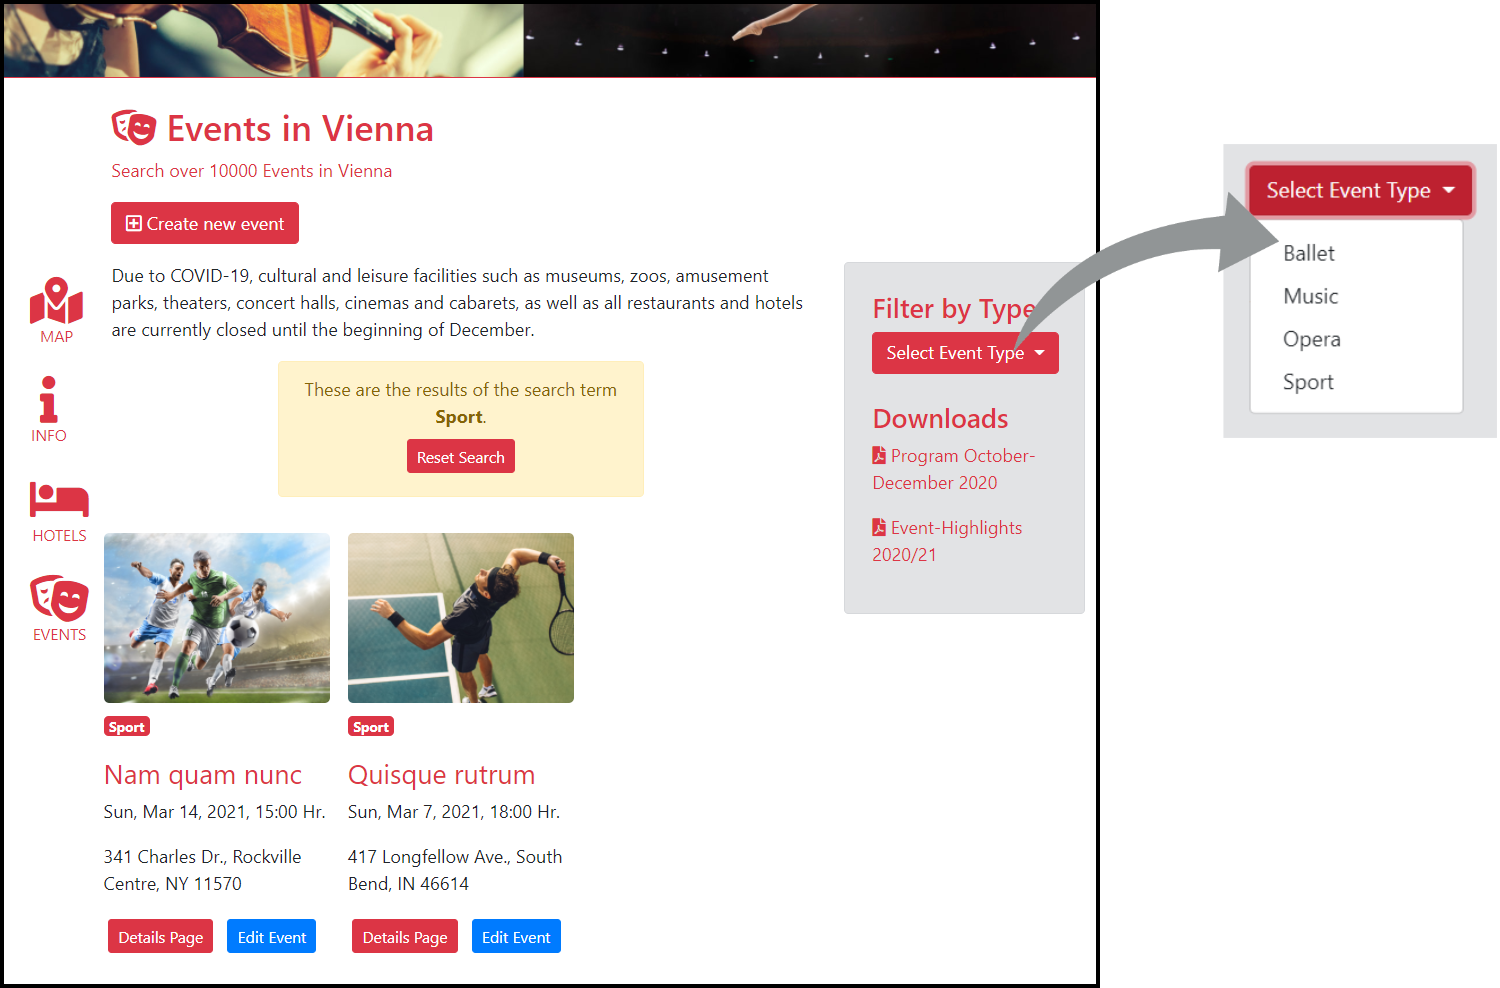 Events in Vienna
Search over 10000 Events in Vienna
Create new event
MAP
INFO
HOTELS
EVENTS
Due to COVID-19, cultural and leisure facilities such as museums, zoos, amusement
parks, theaters, concert halls, cinemas and cabarets, as well as all restaurants and hotels
are currently closed until the beginning of December.
These are the results of the search term
Sport.
Reset Search
Sport
Nam quam nunc
Sun, Mar 14, 2021, 15:00 Hr.
341 Charles Dr., Rockville
Centre, NY 11570
Details Page
Edit Event
Sport
Quisque rutrum
Sun, Mar 7, 2021, 18:00 Hr.
417 Longfellow Ave., South
Bend, IN 46614
Details Page
Edit Event
Filter by Type
Select Event Type
Downloads
Program October-
December 2020
Event-Highlights
2020/21
Select Event Type
Ballet
Music
Opera
Sport